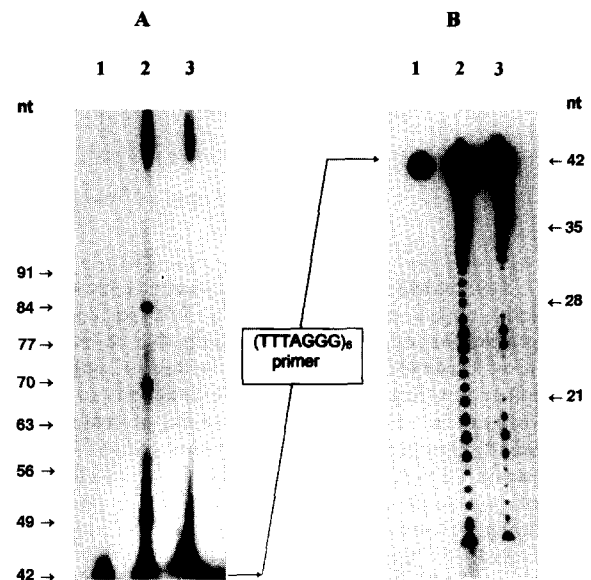 A B
1 2 3 1 2 3
nt nt
← 42
← 35
91 →
84 → ← 28
77 →
(TTTAGGG)₆
primer
70 →
← 21
63 →
56 →
49 →
42 →